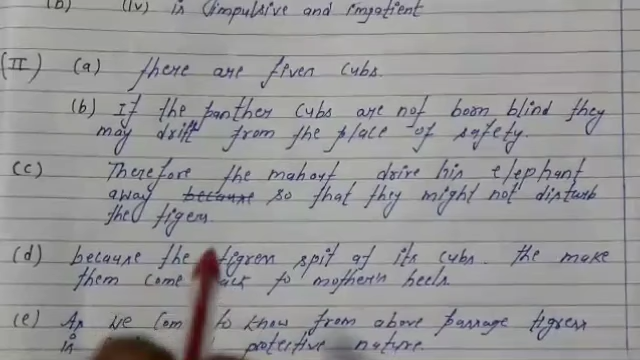 (b) (iv) is impulsive and impatient
(II) (a) there are fiven cubs.
(b) If the panther cubs are not born blind they
may drift from the place of safety.
(c) Therefore the mahout drive his elephant
away because so that they might not disturb
the tigers.
(d) because the tigress spit at its cubs. the make
them come back to mothers heels.
(e) As we com to know from above passage tigress
is protective nature.